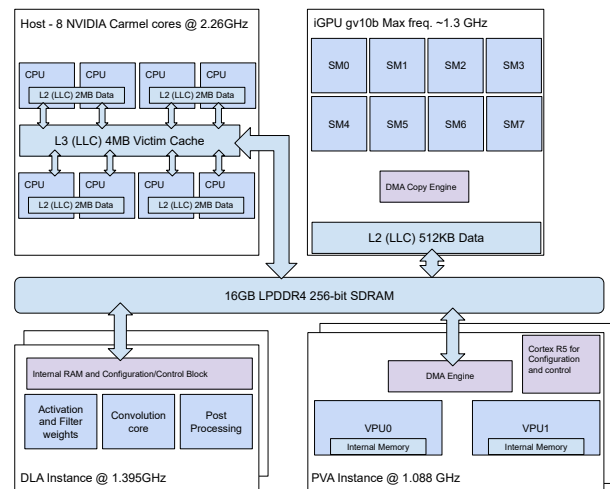 Host - 8 NVIDIA Carmel cores @ 2.26GHz
CPU
CPU
CPU
CPU
L2 (LLC) 2MB Data
L2 (LLC) 2MB Data
L3 (LLC) 4MB Victim Cache
CPU
CPU
CPU
CPU
L2 (LLC) 2MB Data
L2 (LLC) 2MB Data
iGPU gv10b Max freq. ~1.3 GHz
SM0
SM1
SM2
SM3
SM4
SM5
SM6
SM7
DMA Copy Engine
L2 (LLC) 512KB Data
16GB LPDDR4 256-bit SDRAM
Internal RAM and Configuration/Control Block
Activation
and Filter
weights
Convolution
core
Post
Processing
DLA Instance @ 1.395GHz
Cortex R5 for
Configuration
and control
DMA Engine
VPU0
Internal Memory
VPU1
Internal Memory
PVA Instance @ 1.088 GHz